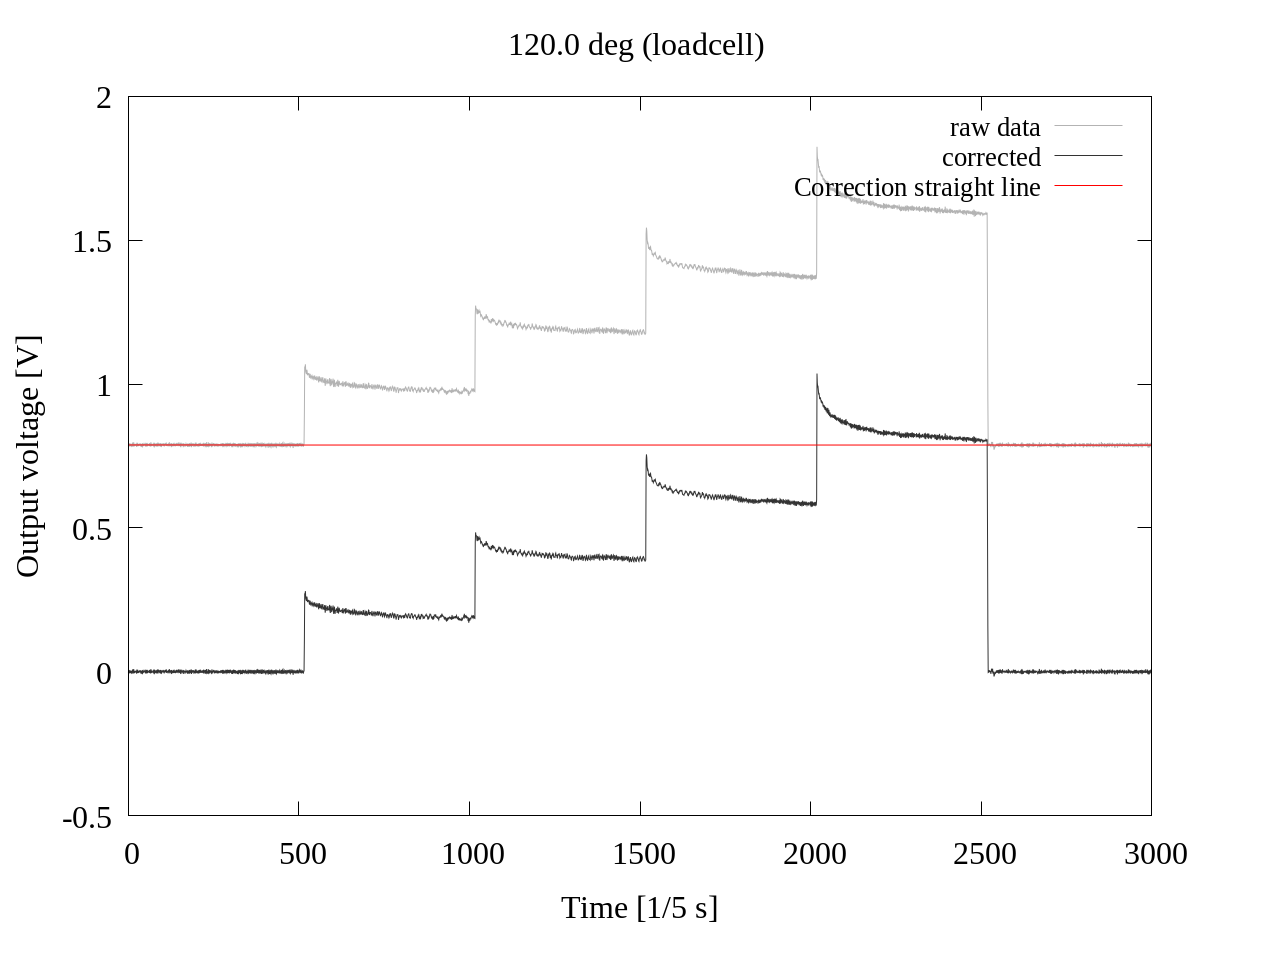 120.0 deg (loadcell)
2
raw data
corrected
Correction straight line
1.5
1
0.5
0
-0.5
Output voltage [V]
0 500 1000 1500 2000 2500 3000
Time [1/5 s]